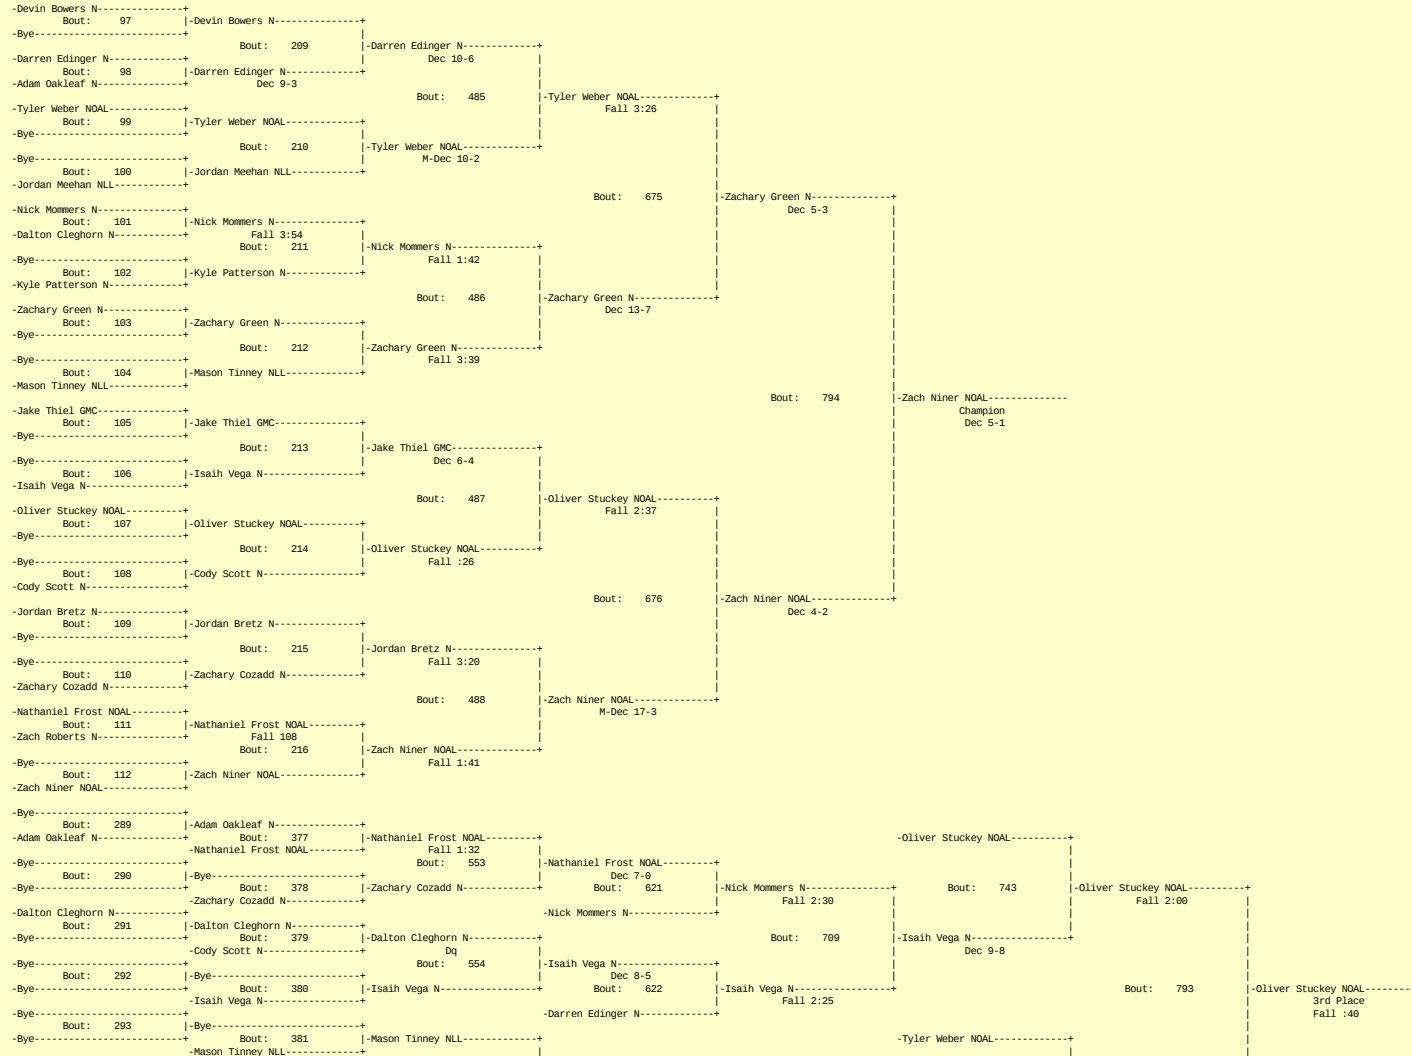 -Devin Bowers N---------------+
Bout: 97 |-Devin Bowers N---------------+
-Bye--------------------------+ |
Bout: 209 |-Darren Edinger N-------------+
-Darren Edinger N-------------+ | Dec 10-6 |
Bout: 98 |-Darren Edinger N-------------+ |
-Adam Oakleaf N---------------+ Dec 9-3 |
Bout: 485 |-Tyler Weber NOAL-------------+
-Tyler Weber NOAL-------------+ | Fall 3:26 |
Bout: 99 |-Tyler Weber NOAL-------------+ | |
-Bye--------------------------+ | | |
Bout: 210 |-Tyler Weber NOAL-------------+ |
-Bye--------------------------+ | M-Dec 10-2 |
Bout: 100 |-Jordan Meehan NLL------------+ |
-Jordan Meehan NLL------------+ |
Bout: 675 |-Zachary Green N--------------+
-Nick Mommers N---------------+ | Dec 5-3 |
Bout: 101 |-Nick Mommers N---------------+ | |
-Dalton Cleghorn N------------+ Fall 3:54 | | |
Bout: 211 |-Nick Mommers N---------------+ | |
-Bye--------------------------+ | Fall 1:42 | | |
Bout: 102 |-Kyle Patterson N-------------+ | | |
-Kyle Patterson N-------------+ | | |
Bout: 486 |-Zachary Green N--------------+ |
-Zachary Green N--------------+ | Dec 13-7 |
Bout: 103 |-Zachary Green N--------------+ | |
-Bye--------------------------+ | | |
Bout: 212 |-Zachary Green N--------------+ |
-Bye--------------------------+ | Fall 3:39 |
Bout: 104 |-Mason Tinney NLL-------------+ |
-Mason Tinney NLL-------------+ |
Bout: 794 |-Zach Niner NOAL--------------
-Jake Thiel GMC---------------+ | Champion
Bout: 105 |-Jake Thiel GMC---------------+ | Dec 5-1
-Bye--------------------------+ | |
Bout: 213 |-Jake Thiel GMC---------------+ |
-Bye--------------------------+ | Dec 6-4 | |
Bout: 106 |-Isaih Vega N-----------------+ | |
-Isaih Vega N-----------------+ | |
Bout: 487 |-Oliver Stuckey NOAL----------+ |
-Oliver Stuckey NOAL----------+ | Fall 2:37 | |
Bout: 107 |-Oliver Stuckey NOAL----------+ | | |
-Bye--------------------------+ | | | |
Bout: 214 |-Oliver Stuckey NOAL----------+ | |
-Bye--------------------------+ | Fall :26 | |
Bout: 108 |-Cody Scott N-----------------+ | |
-Cody Scott N-----------------+ | |
Bout: 676 |-Zach Niner NOAL--------------+
-Jordan Bretz N---------------+ | Dec 4-2
Bout: 109 |-Jordan Bretz N---------------+ |
-Bye--------------------------+ | |
Bout: 215 |-Jordan Bretz N---------------+ |
-Bye--------------------------+ | Fall 3:20 | |
Bout: 110 |-Zachary Cozadd N-------------+ | |
-Zachary Cozadd N-------------+ | |
Bout: 488 |-Zach Niner NOAL--------------+
-Nathaniel Frost NOAL---------+ | M-Dec 17-3
Bout: 111 |-Nathaniel Frost NOAL---------+ |
-Zach Roberts N---------------+ Fall 108 | |
Bout: 216 |-Zach Niner NOAL--------------+
-Bye--------------------------+ | Fall 1:41
Bout: 112 |-Zach Niner NOAL--------------+
-Zach Niner NOAL--------------+
-Bye--------------------------+
Bout: 289 |-Adam Oakleaf N---------------+
-Adam Oakleaf N---------------+ Bout: 377 |-Nathaniel Frost NOAL---------+ -Oliver Stuckey NOAL----------+
-Nathaniel Frost NOAL---------+ Fall 1:32 | |
-Bye--------------------------+ Bout: 553 |-Nathaniel Frost NOAL---------+ |
Bout: 290 |-Bye--------------------------+ | Dec 7-0 | |
-Bye--------------------------+ Bout: 378 |-Zachary Cozadd N-------------+ Bout: 621 |-Nick Mommers N---------------+ Bout: 743 |-Oliver Stuckey NOAL----------+
-Zachary Cozadd N-------------+ | Fall 2:30 | | Fall 2:00 |
-Dalton Cleghorn N------------+ -Nick Mommers N---------------+ | | |
Bout: 291 |-Dalton Cleghorn N------------+ | | |
-Bye--------------------------+ Bout: 379 |-Dalton Cleghorn N------------+ Bout: 709 |-Isaih Vega N-----------------+ |
-Cody Scott N-----------------+ Dq | | Dec 9-8 |
-Bye--------------------------+ Bout: 554 |-Isaih Vega N-----------------+ | |
Bout: 292 |-Bye--------------------------+ | Dec 8-5 | | |
-Bye--------------------------+ Bout: 380 |-Isaih Vega N-----------------+ Bout: 622 |-Isaih Vega N-----------------+ Bout: 793 |-Oliver Stuckey NOAL--------
-Isaih Vega N-----------------+ | Fall 2:25 | 3rd Place
-Bye--------------------------+ -Darren Edinger N-------------+ | Fall :40
Bout: 293 |-Bye--------------------------+ |
-Bye--------------------------+ Bout: 381 |-Mason Tinney NLL-------------+ -Tyler Weber NOAL-------------+ |
-Mason Tinney NLL-------------+ | | |